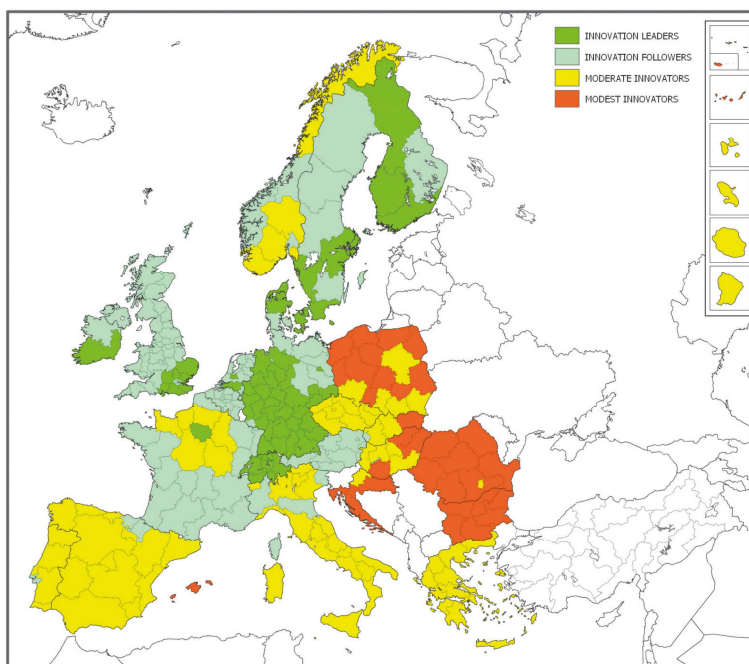 INNOVATION LEADERS
INNOVATION FOLLOWERS
MODERATE INNOVATORS
MODEST INNOVATORS